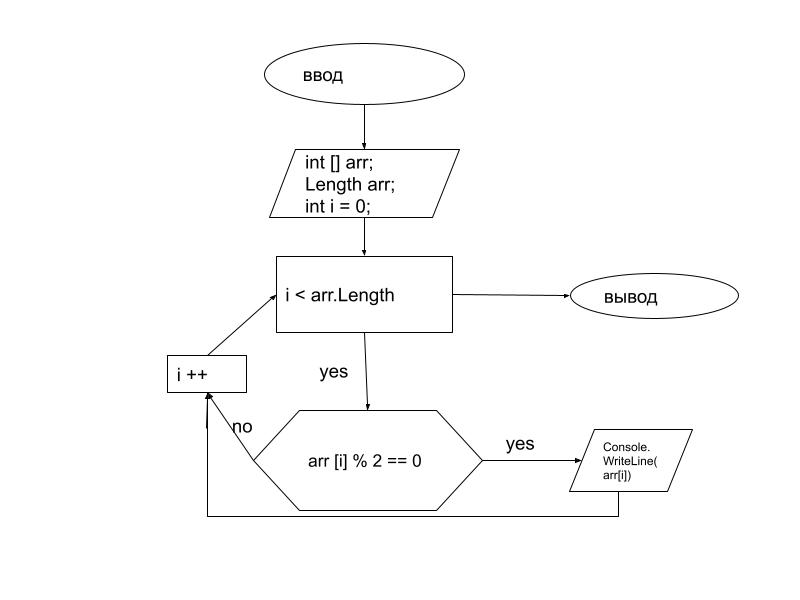 ввод
int [] arr;
Length arr;
int i = 0;
i < arr.Length
вывод
yes
i ++
no
arr [i] % 2 == 0
yes
Console.
WriteLine(
arr[i])